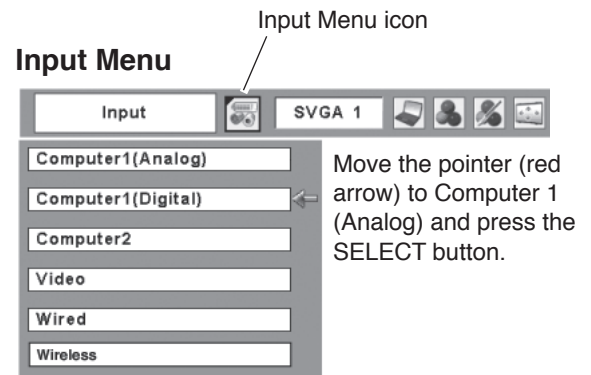 Input Menu icon
Input Menu
Input
SVGA 1
Computer1(Analog)
Computer1(Digital)
Computer2
Video
Wired
Wireless
Move the pointer (red
arrow) to Computer 1
(Analog) and press the
SELECT button.